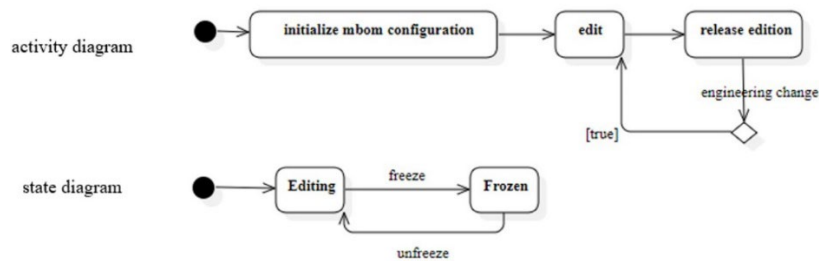 activity diagram
initialize mbom configuration
edit
release edition
engineering change
[true]
state diagram
Editing
freeze
Frozen
unfreeze